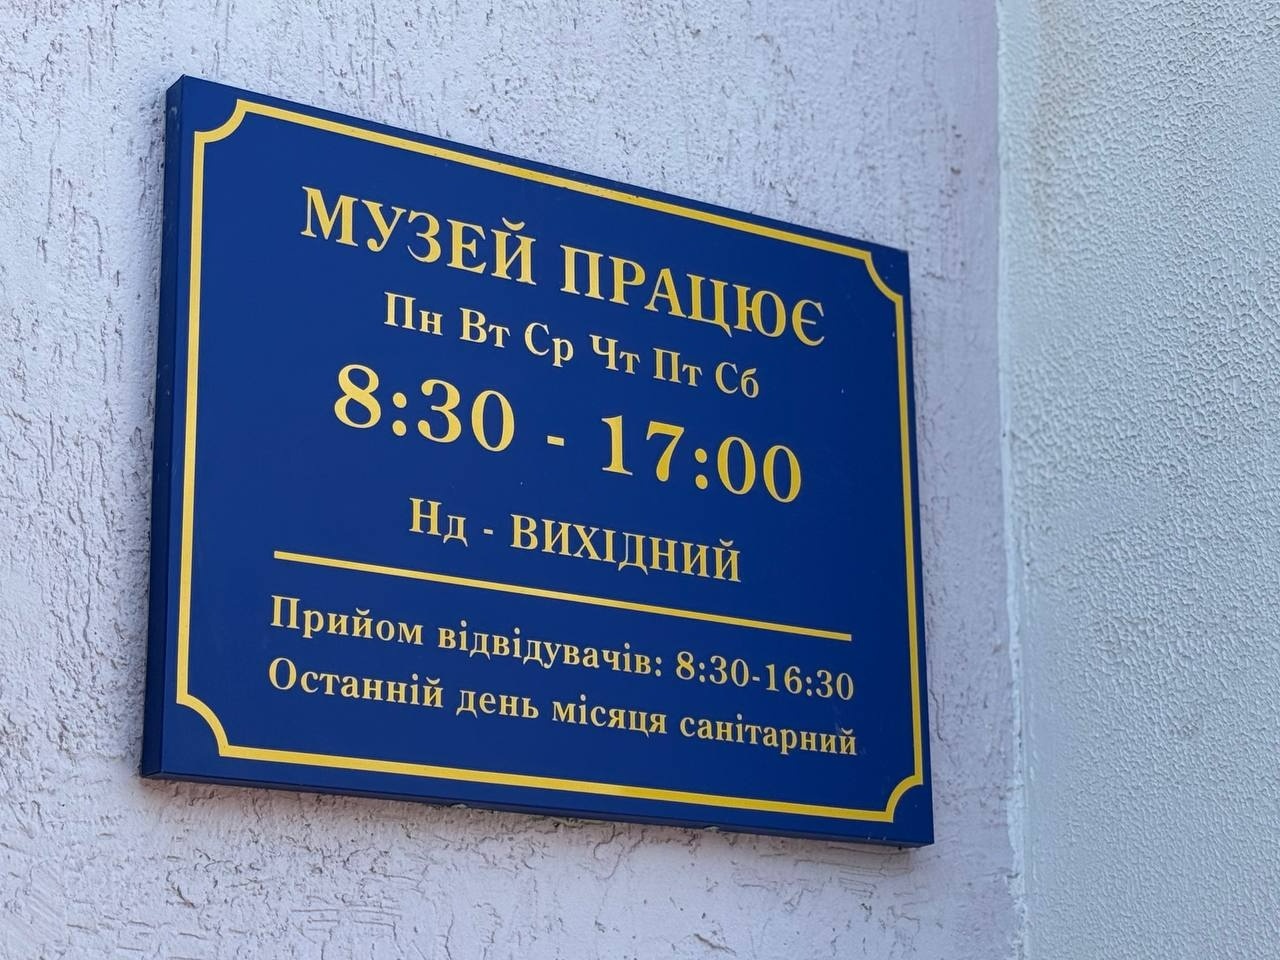 МУЗЕЙ ПРАЦЮЄ
Пн Вт Ср Чт Пт Сб
8:30 - 17:00
Нд - ВИХІДНИЙ
Прийом відвідувачів: 8:30-16:30
Останній день місяця санітарний